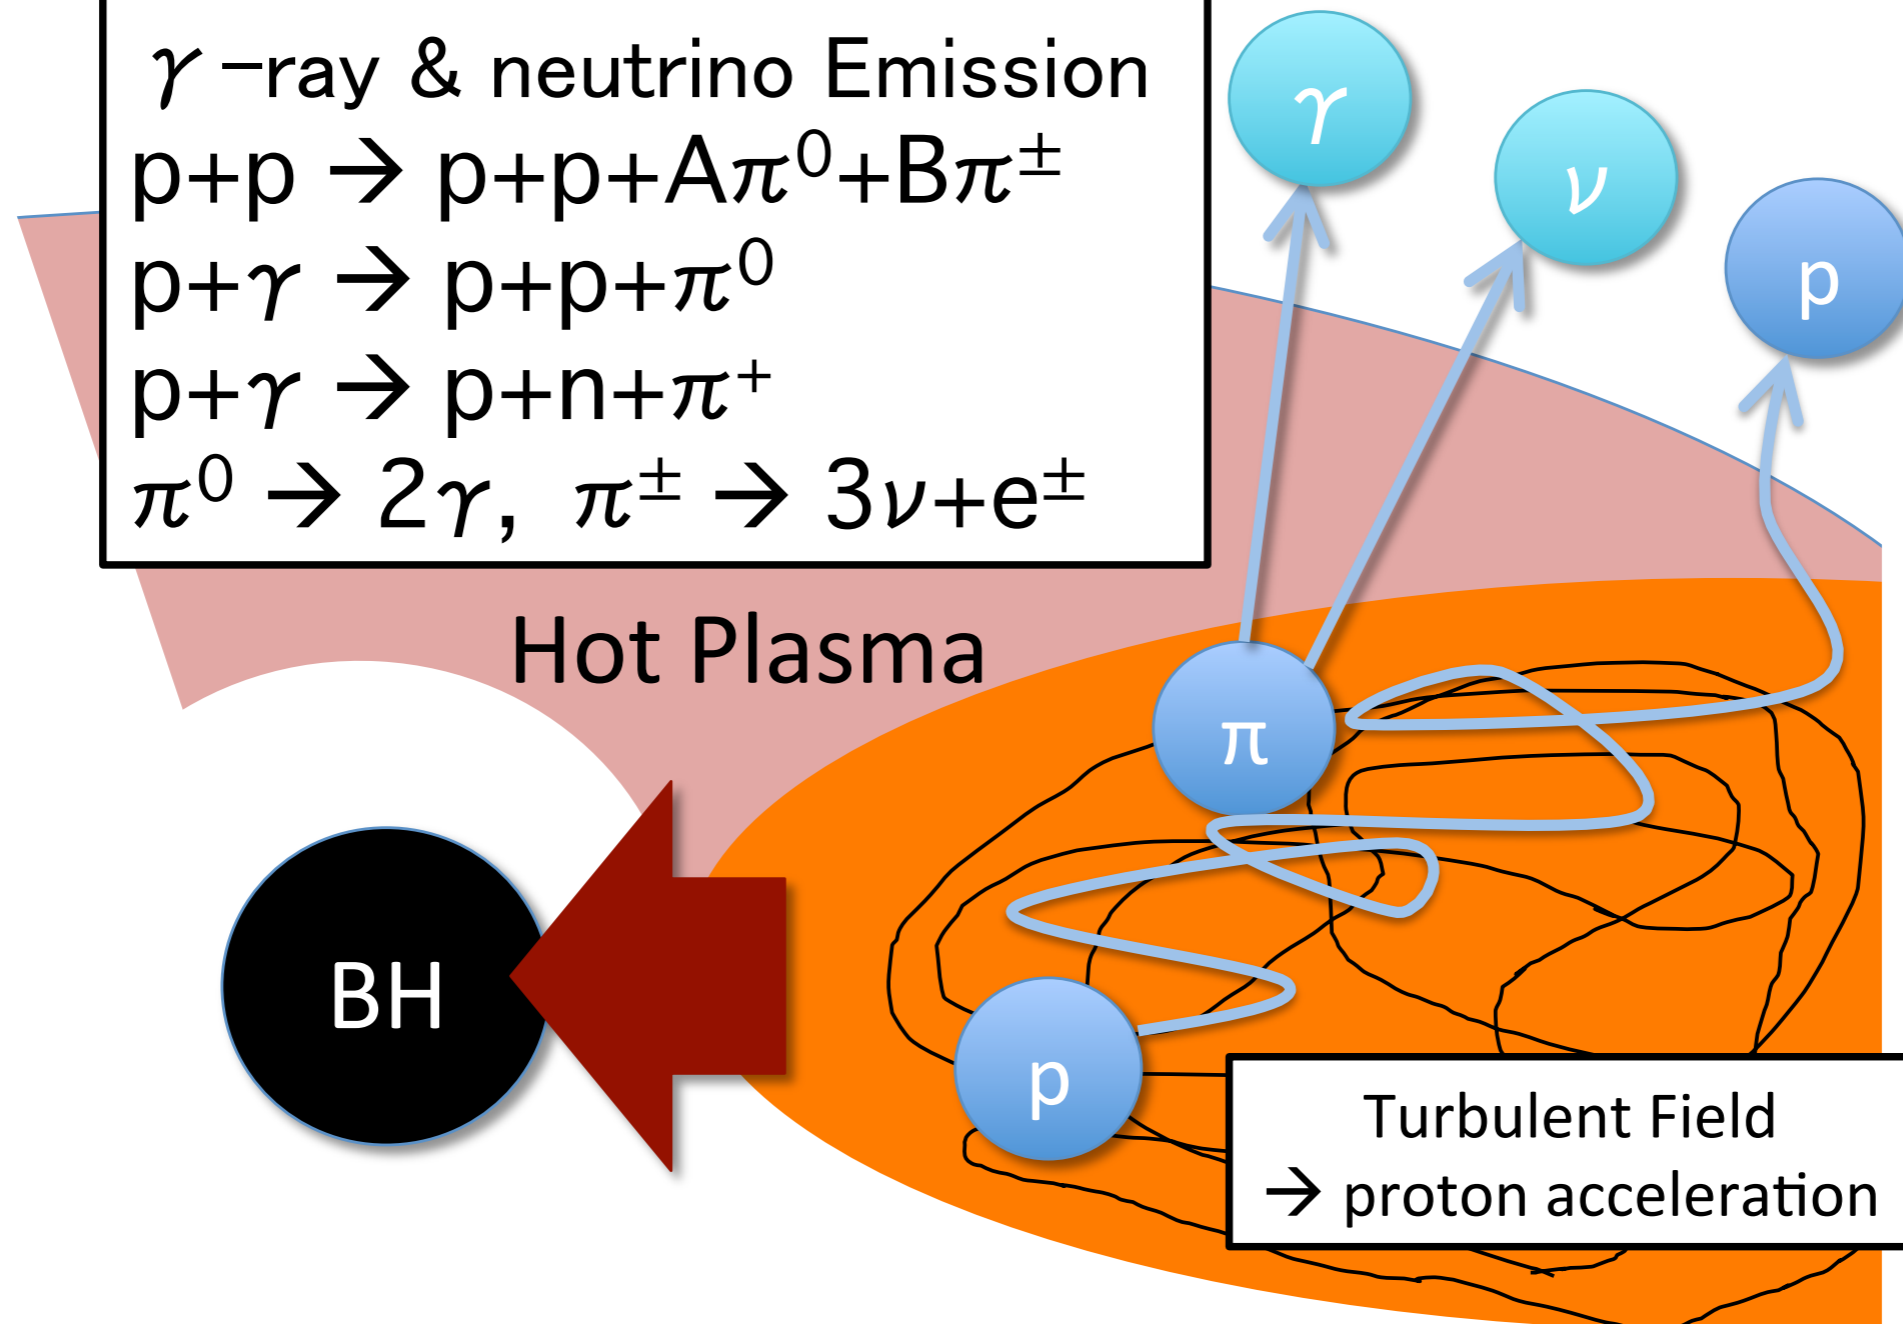 γ-ray & neutrino Emission
p+p → p+p+Aπ⁰+Bπ±
p+γ → p+p+π⁰
p+γ → p+n+π⁺
π⁰ → 2γ, π± → 3ν+e±
γ
ν
p
Hot Plasma
π
BH
p
Turbulent Field
→ proton acceleration